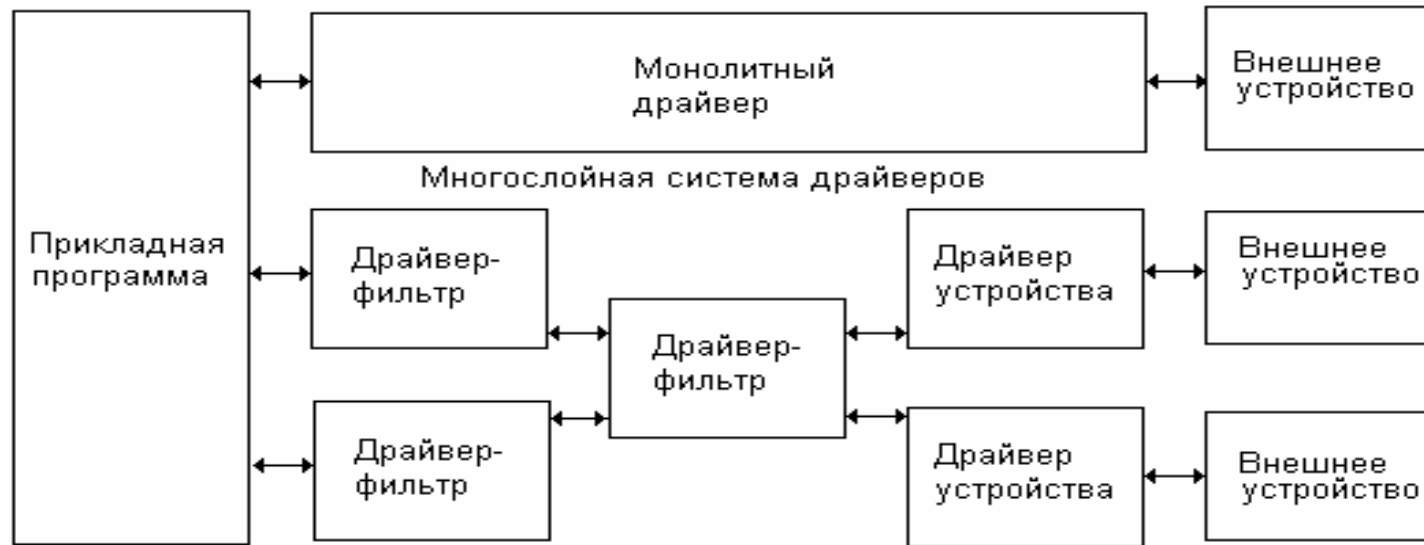 Монолитный
драйвер
Внешнее
устройство
Многослойная система драйверов
Прикладная
программа
Драйвер-
фильтр
Драйвер-
фильтр
Драйвер
устройства
Внешнее
устройство
Драйвер-
фильтр
Драйвер
устройства
Внешнее
устройство